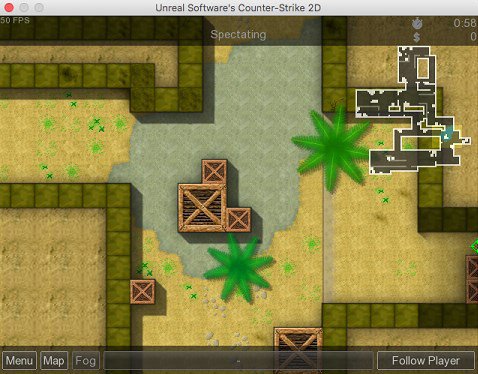 Unreal Software's Counter-Strike 2D
50 FPS
Spectating
0:58
$ 0
Menu Map Fog - Follow Player